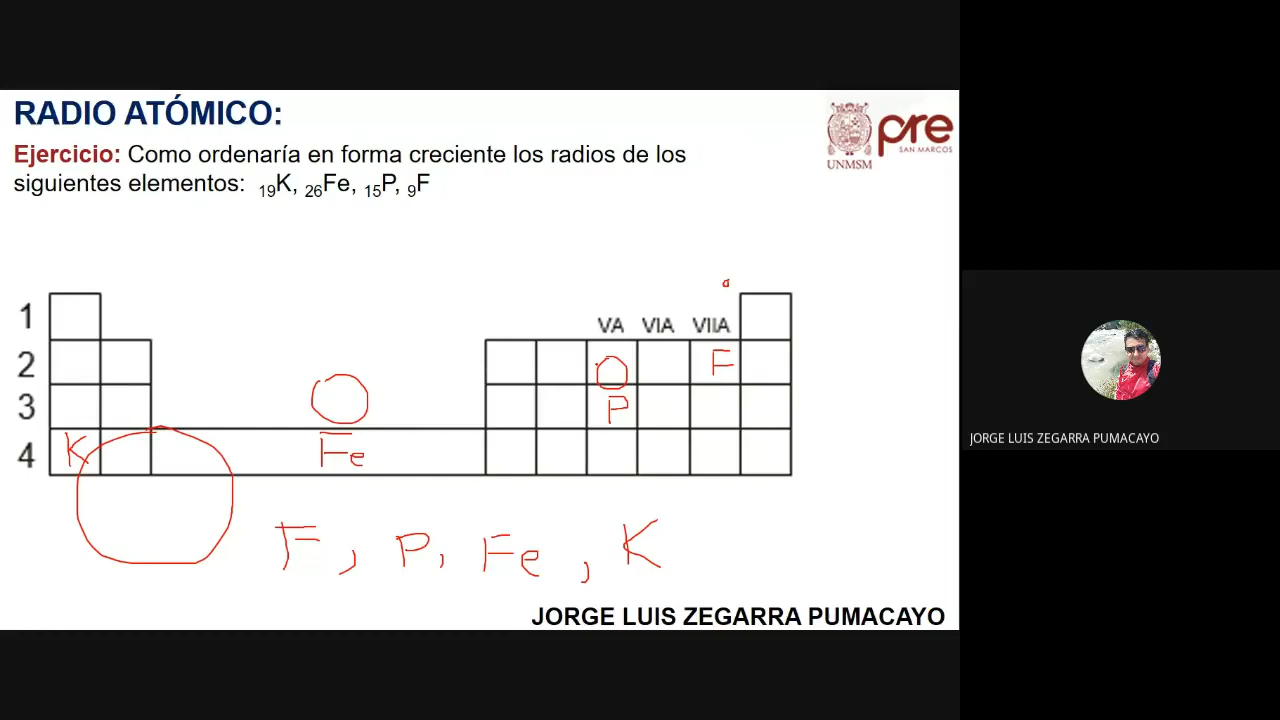 RADIO ATÓMICO:
Ejercicio: Como ordenaría en forma creciente los radios de los
siguientes elementos: ₁₉K, ₂₆Fe, ₁₅P, ₉F
UNMSM
pre
SAN MARCOS
1
VA VIA VIIA
2 F
3 P
4 K Fe
F, P, Fe, K
JORGE LUIS ZEGARRA PUMACAYO
JORGE LUIS ZEGARRA PUMACAYO